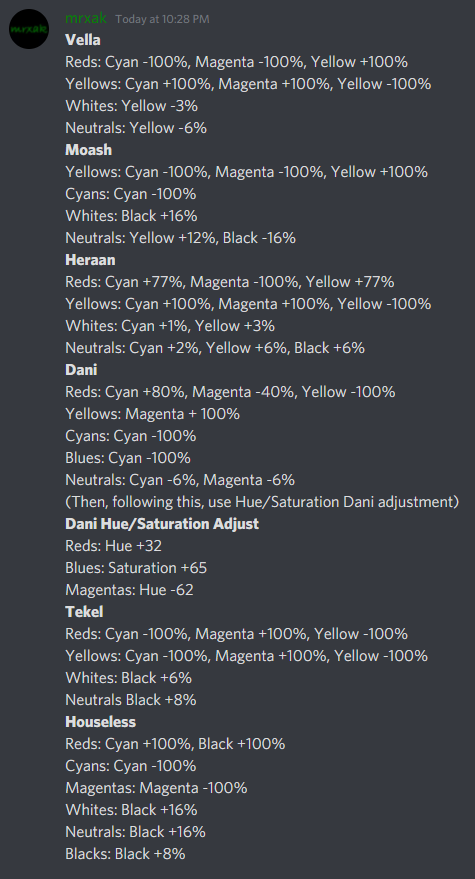 mrxak
mrxak Today at 10:28 PM
Vella
Reds: Cyan -100%, Magenta -100%, Yellow +100%
Yellows: Cyan +100%, Magenta +100%, Yellow -100%
Whites: Yellow -3%
Neutrals: Yellow -6%
Moash
Yellows: Cyan -100%, Magenta -100%, Yellow +100%
Cyans: Cyan -100%
Whites: Black +16%
Neutrals: Yellow +12%, Black -16%
Heraan
Reds: Cyan +77%, Magenta -100%, Yellow +77%
Yellows: Cyan +100%, Magenta +100%, Yellow -100%
Whites: Cyan +1%, Yellow +3%
Neutrals: Cyan +2%, Yellow +6%, Black +6%
Dani
Reds: Cyan +80%, Magenta -40%, Yellow -100%
Yellows: Magenta + 100%
Cyans: Cyan -100%
Blues: Cyan -100%
Neutrals: Cyan -6%, Magenta -6%
(Then, following this, use Hue/Saturation Dani adjustment)
Dani Hue/Saturation Adjust
Reds: Hue +32
Blues: Saturation +65
Magentas: Hue -62
Tekel
Reds: Cyan -100%, Magenta +100%, Yellow -100%
Yellows: Cyan -100%, Magenta +100%, Yellow -100%
Whites: Black +6%
Neutrals Black +8%
Houseless
Reds: Cyan +100%, Black +100%
Cyans: Cyan -100%
Magentas: Magenta -100%
Whites: Black +16%
Neutrals: Black +16%
Blacks: Black +8%